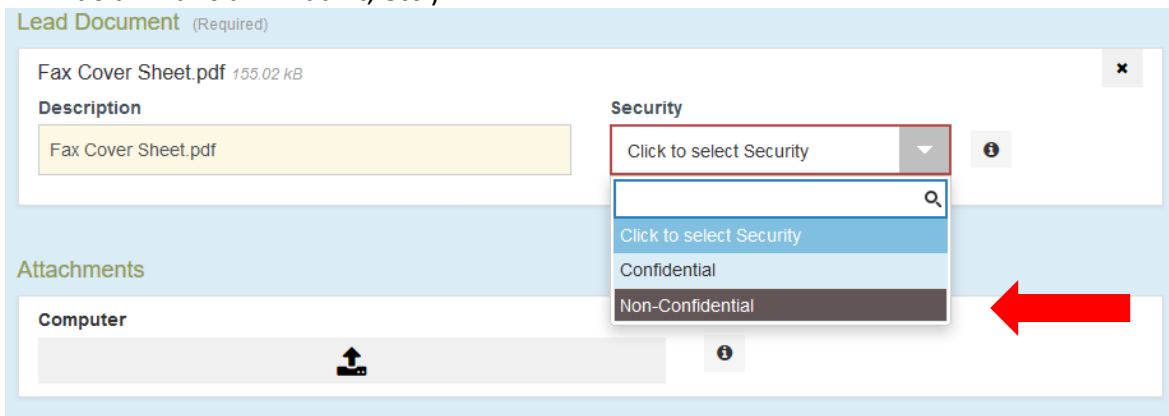 Lead Document (Required)
Fax Cover Sheet.pdf 155.02 kB
Description Security
Fax Cover Sheet.pdf Click to select Security
Click to select Security
Confidential
Non-Confidential
Attachments
Computer